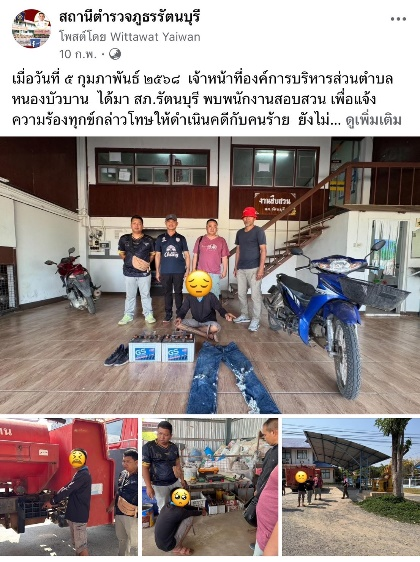 สถานีตำรวจภูธรรัตนบุรี
โพสต์โดย Wittawat Yaiwan
10 ก.พ. ·
เมื่อวันที่ ๕ กุมภาพันธ์ ๒๕๖๘ เจ้าหน้าที่องค์การบริหารส่วนตำบล
หนองบัวบาน ได้มา สภ.รัตนบุรี พบพนักงานสอบสวน เพื่อแจ้ง
ความร้องทุกข์กล่าวโทษให้ดำเนินคดีกับคนร้าย ยังไม่... ดูเพิ่มเติม
งานสืบสวน
GS
GS